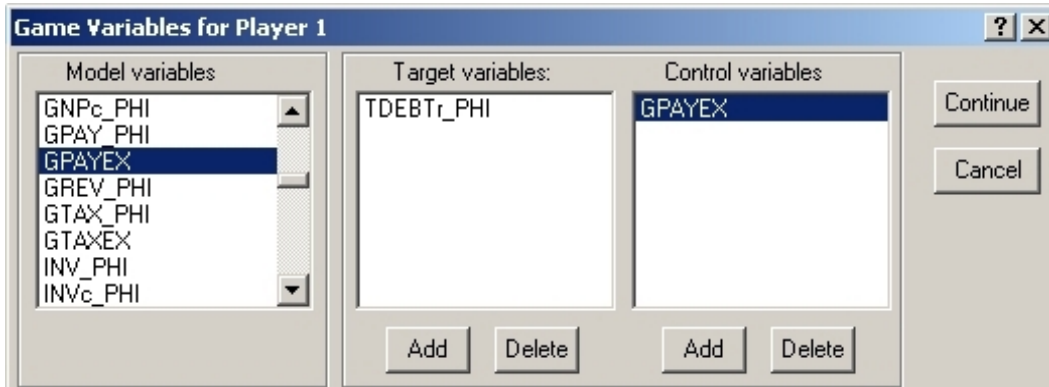 Game Variables for Player 1
Model variables
GNPc_PHI
GPAY_PHI
GPAYEX
GREV_PHI
GTAX_PHI
GTAXEX
INV_PHI
INVc_PHI
Target variables:
TDEBTr_PHI
Add Delete
Control variables
GPAYEX
Add Delete
Continue
Cancel